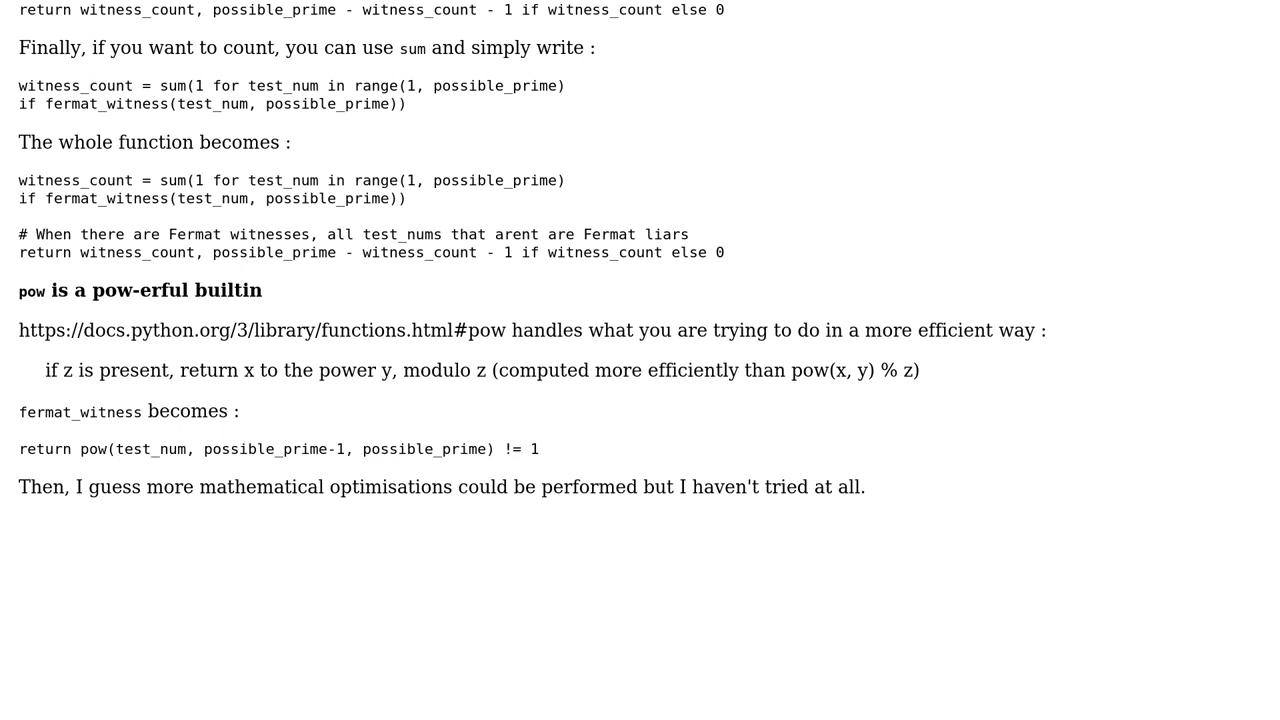 return witness_count, possible_prime - witness_count - 1 if witness_count else 0
Finally, if you want to count, you can use sum and simply write :
witness_count = sum(1 for test_num in range(1, possible_prime)
if fermat_witness(test_num, possible_prime))
The whole function becomes :
witness_count = sum(1 for test_num in range(1, possible_prime)
if fermat_witness(test_num, possible_prime))
# When there are Fermat witnesses, all test_nums that arent are Fermat liars
return witness_count, possible_prime - witness_count - 1 if witness_count else 0
pow is a pow-erful builtin
https://docs.python.org/3/library/functions.html#pow handles what you are trying to do in a more efficient way :
if z is present, return x to the power y, modulo z (computed more efficiently than pow(x, y) % z)
fermat_witness becomes :
return pow(test_num, possible_prime-1, possible_prime) != 1
Then, I guess more mathematical optimisations could be performed but I haven't tried at all.